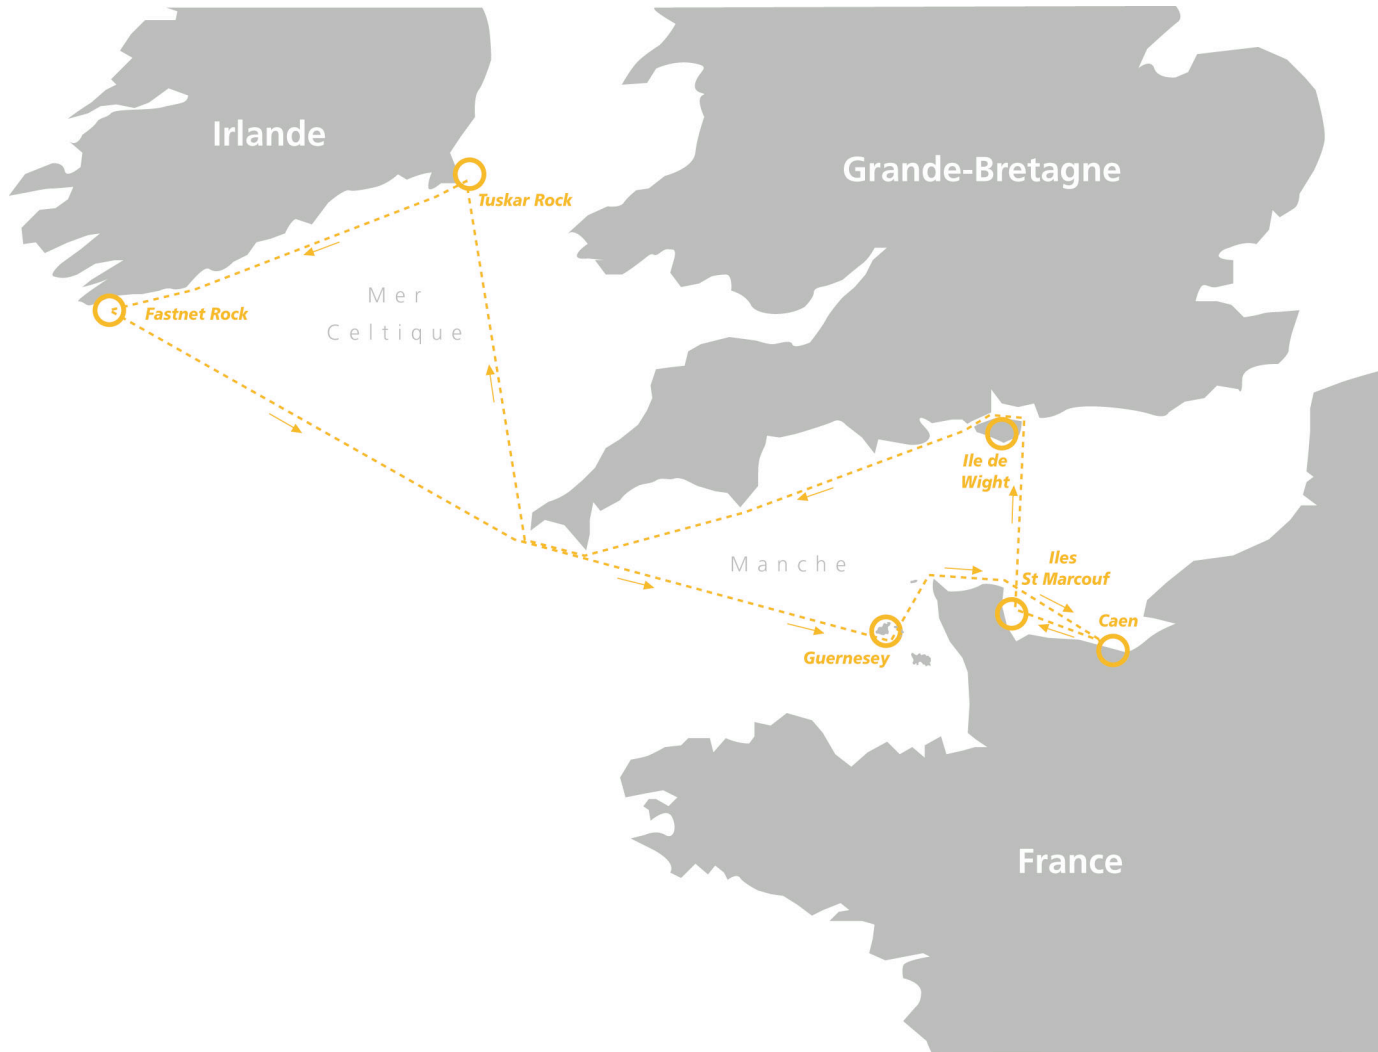 Irlande
Grande-Bretagne
Tuskar Rock
Mer
Celtique
Fastnet Rock
Ile de
Wight
Manche
Iles
St Marcouf
Caen
Guernesey
France